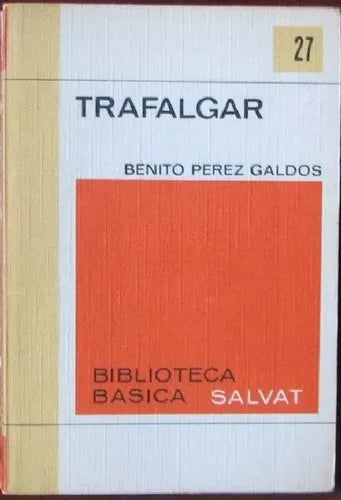 27
TRAFALGAR
BENITO PEREZ GALDOS
BIBLIOTECA
BASICA SALVAT